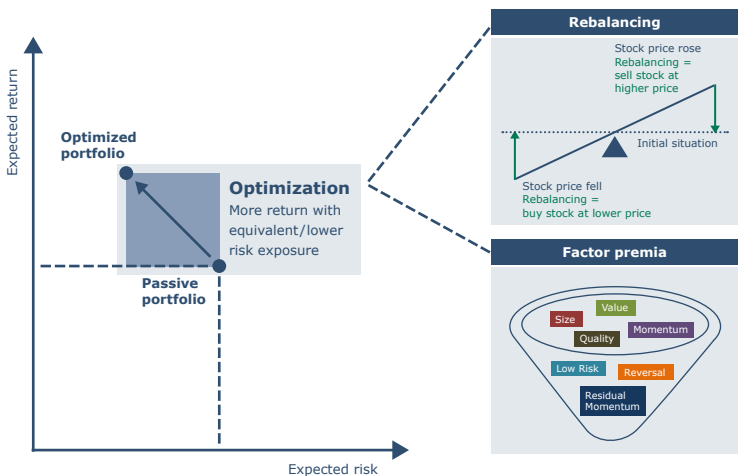 Expected return
Optimized
portfolio
Optimization
More return with
equivalent/lower
risk exposure
Passive
portfolio
Expected risk
Rebalancing
Stock price rose
Rebalancing =
sell stock at
higher price
Initial situation
Stock price fell
Rebalancing =
buy stock at lower price
Factor premia
Value
Size
Momentum
Quality
Low Risk
Reversal
Residual
Momentum